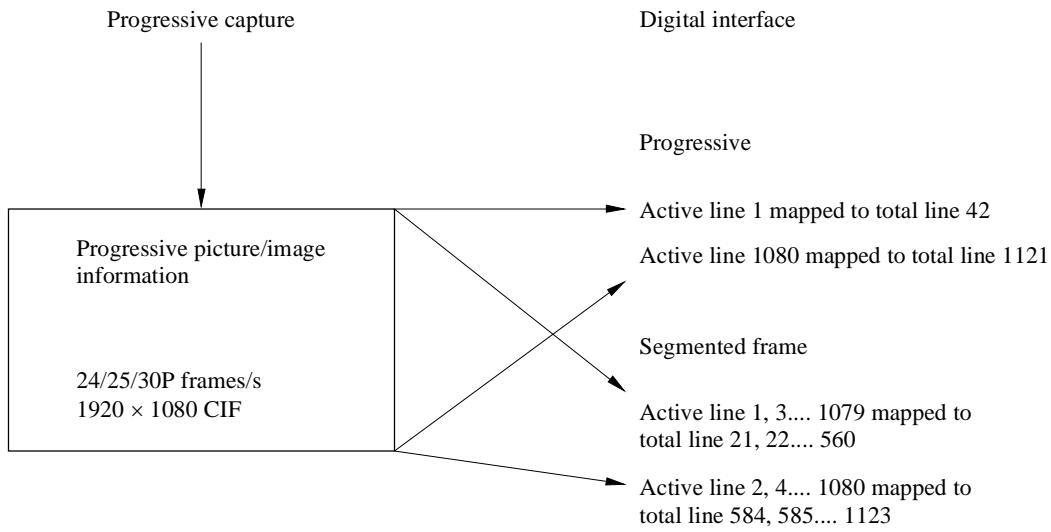 Progressive capture
Digital interface
Progressive
Active line 1 mapped to total line 42
Progressive picture/image
information
Active line 1080 mapped to total line 1121
Segmented frame
24/25/30P frames/s
1920 × 1080 CIF
Active line 1, 3.... 1079 mapped to
total line 21, 22.... 560
Active line 2, 4.... 1080 mapped to
total line 584, 585.... 1123